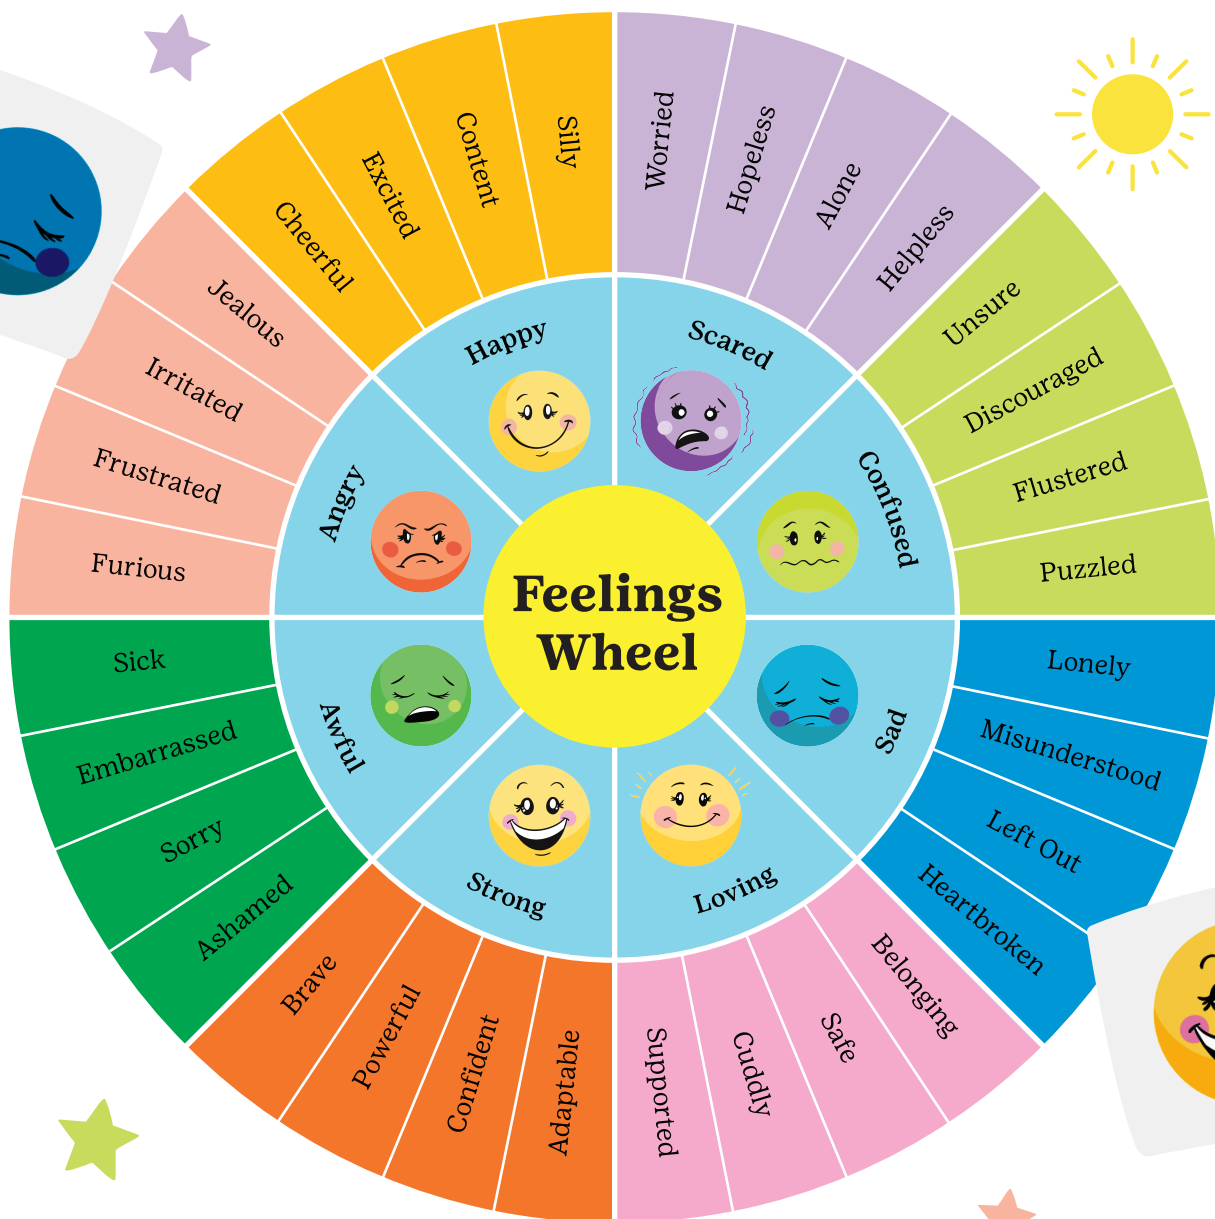 Feelings
Wheel
Happy
Cheerful
Excited
Content
Silly
Scared
Worried
Hopeless
Alone
Helpless
Confused
Unsure
Discouraged
Flustered
Puzzled
Sad
Lonely
Misunderstood
Left Out
Heartbroken
Loving
Belonging
Safe
Cuddly
Supported
Strong
Adaptable
Confident
Powerful
Brave
Awful
Ashamed
Sorry
Embarrassed
Sick
Angry
Furious
Frustrated
Irritated
Jealous